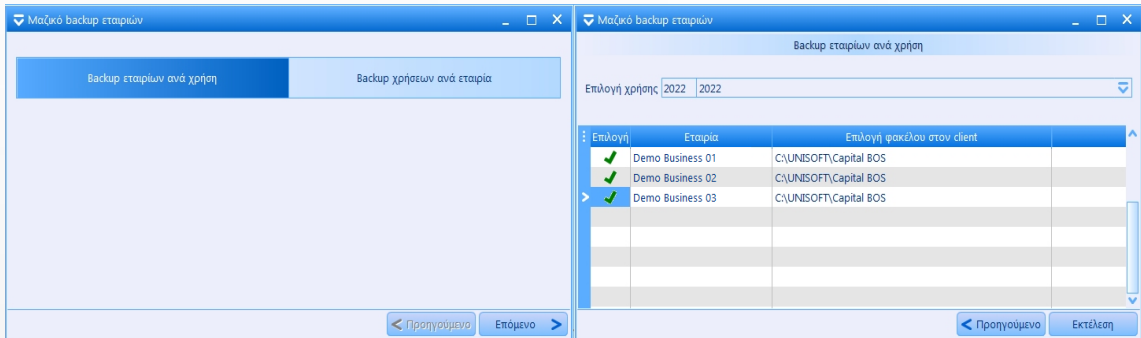 Μαζικό backup εταιριών
Backup εταιρίων ανά χρήση
Backup χρήσεων ανά εταιρία
Προηγούμενο
Επόμενο
Μαζικό backup εταιριών
Backup εταιρίων ανά χρήση
Επιλογή χρήσης 2022 2022
Επιλογή Εταιρία Επιλογή φακέλου στον client
Demo Business 01 C:\UNISOFT\Capital BOS
Demo Business 02 C:\UNISOFT\Capital BOS
Demo Business 03 C:\UNISOFT\Capital BOS
Προηγούμενο Εκτέλεση